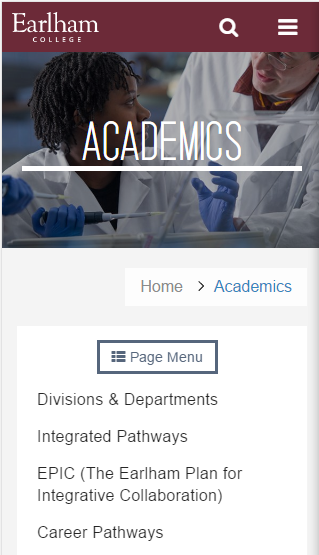 Earlham
COLLEGE
ACADEMICS
Home > Academics
Page Menu
Divisions & Departments
Integrated Pathways
EPIC (The Earlham Plan for
Integrative Collaboration)
Career Pathways